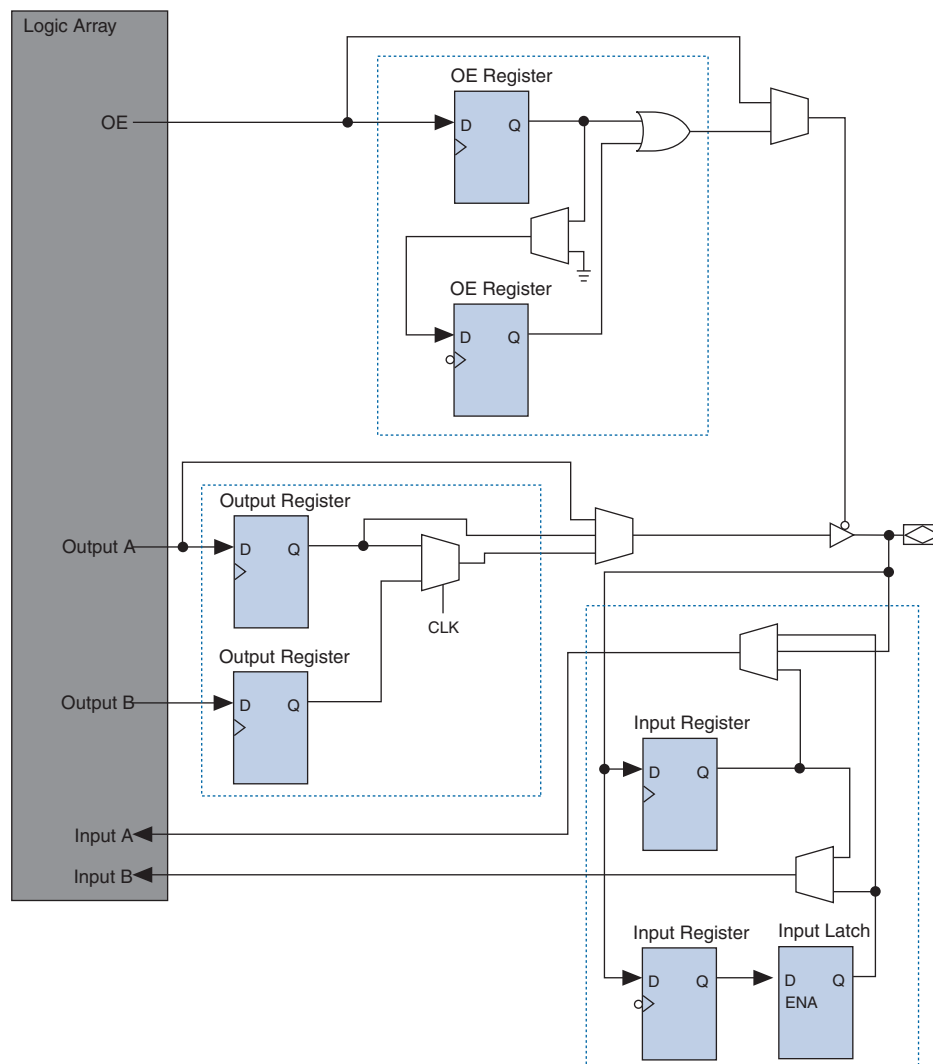 Logic Array
OE
OE Register
D Q
OE Register
D Q
Output A
Output Register
D Q
CLK
Output Register
Output B
D Q
Input Register
D Q
Input A
Input B
Input Register
Input Latch
D Q
D Q
ENA